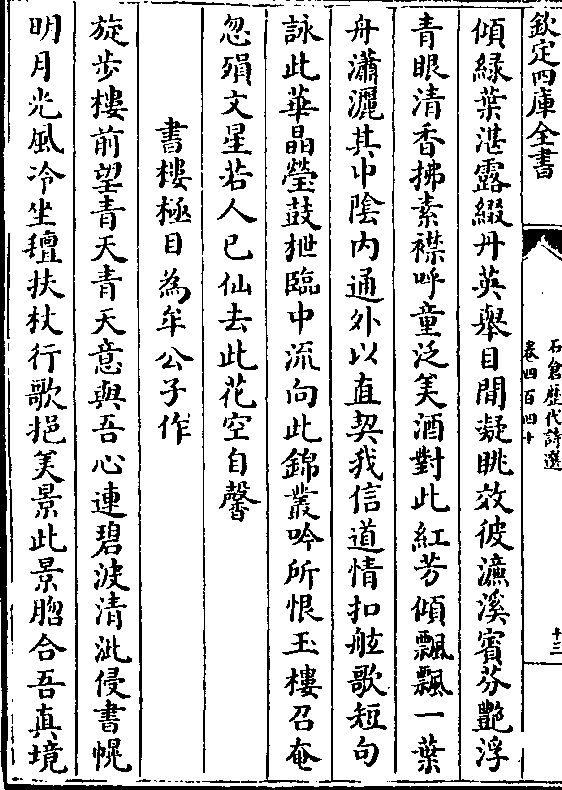 欽定四庫全書
石倉歴代詩選
卷四百四十
十三
傾緑葉湛露綴丹英舉目閒凝眺效彼濂溪賓芬艷浮
青眼清香拂素襟呼童泛美酒對此紅芳傾飄飄一葉
舟瀟灑其中陰内通外以直契我信道情扣舷歌短句
詠此華晶瑩鼓枻臨中流向此錦叢吟所恨玉樓召奄
忽殞文星若人已仙去此花空自馨
書樓極目為牟公子作
旋步樓前望青天青天意與吾心連碧波清泚侵書幌
明月光風冷坐氊扶杖行歌挹美景此景脗合吾真境